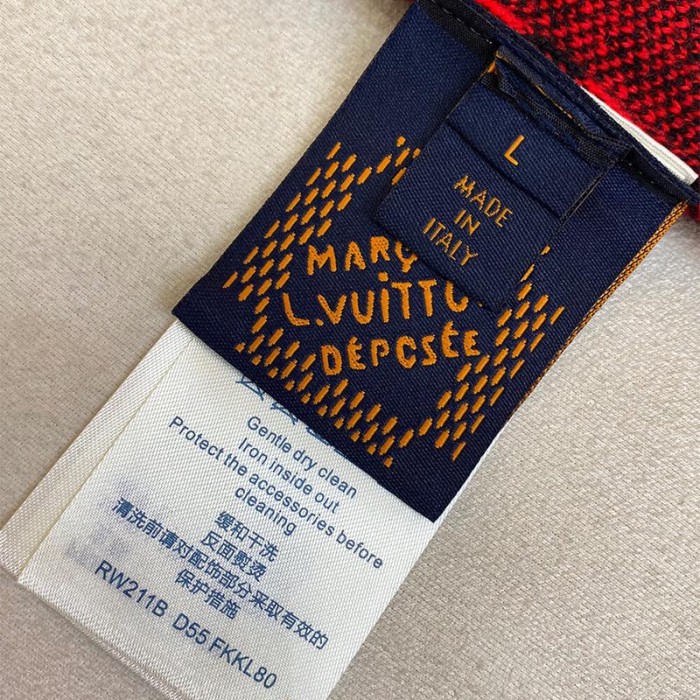 L
MADE
IN
ITALY
MARQ
L.VUITTO
DÉPOSÉE
Gentle dry clean
Iron inside out
Protect the accessories before
cleaning
缓和干洗
反面熨烫
清洗前请对配饰部分采取有效的
保护措施
RW211B D55 FKKL80